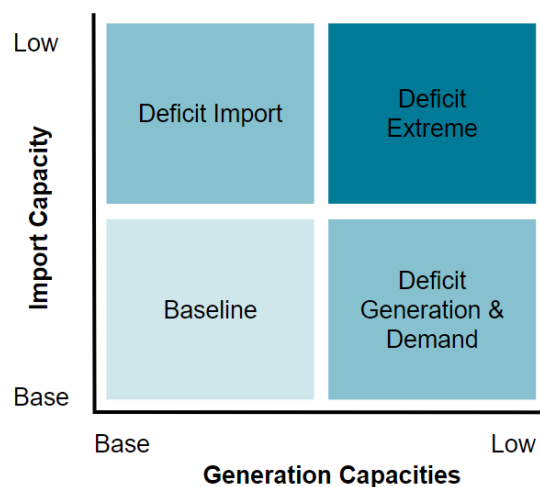 Low
Deficit Import
Deficit
Extreme
Import Capacity
Baseline
Deficit
Generation &
Demand
Base
Base
Low
Generation Capacities